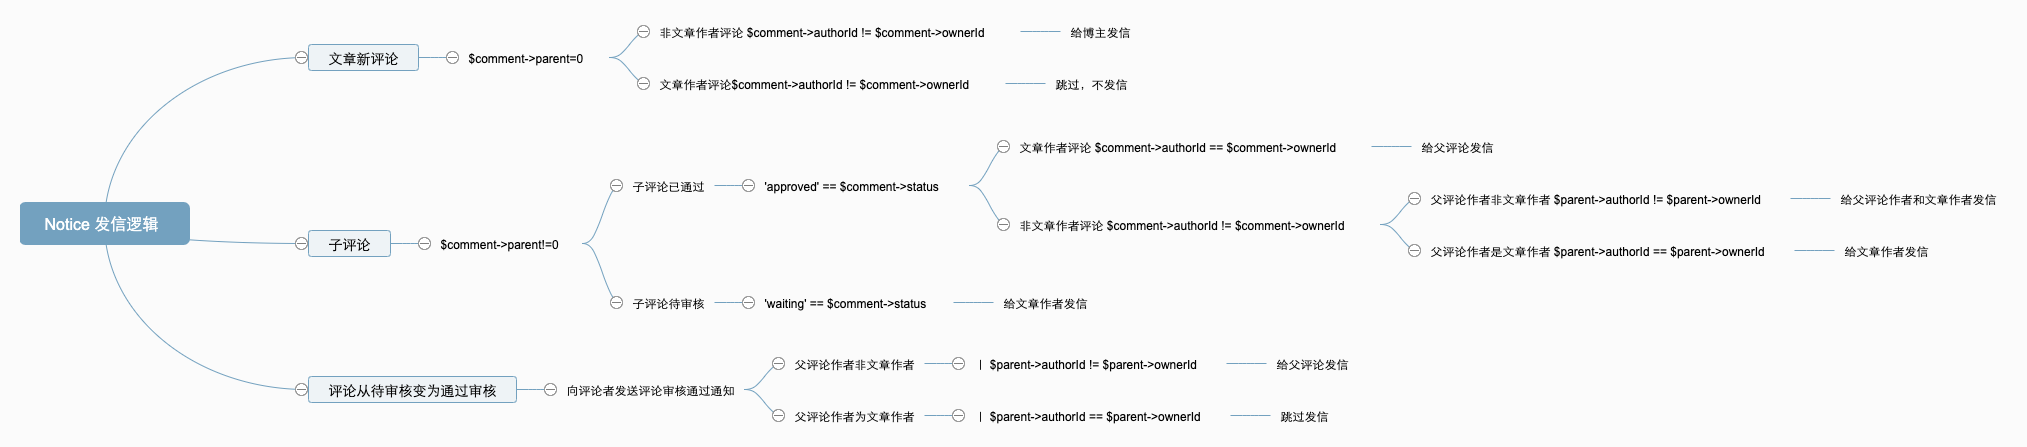 Notice 发信逻辑
文章新评论
$comment->parent=0
非文章作者评论 $comment->authorId != $comment->ownerId
给博主发信
文章作者评论$comment->authorId != $comment->ownerId
跳过，不发信
子评论
$comment->parent!=0
子评论已通过
'approved' == $comment->status
文章作者评论 $comment->authorId == $comment->ownerId
给父评论发信
非文章作者评论 $comment->authorId != $comment->ownerId
父评论作者非文章作者 $parent->authorId != $parent->ownerId
给父评论作者和文章作者发信
父评论作者是文章作者 $parent->authorId == $parent->ownerId
给文章作者发信
子评论待审核
'waiting' == $comment->status
给文章作者发信
评论从待审核变为通过审核
向评论者发送评论审核通过通知
父评论作者非文章作者
| $parent->authorId != $parent->ownerId
给父评论发信
父评论作者为文章作者
| $parent->authorId == $parent->ownerId
跳过发信